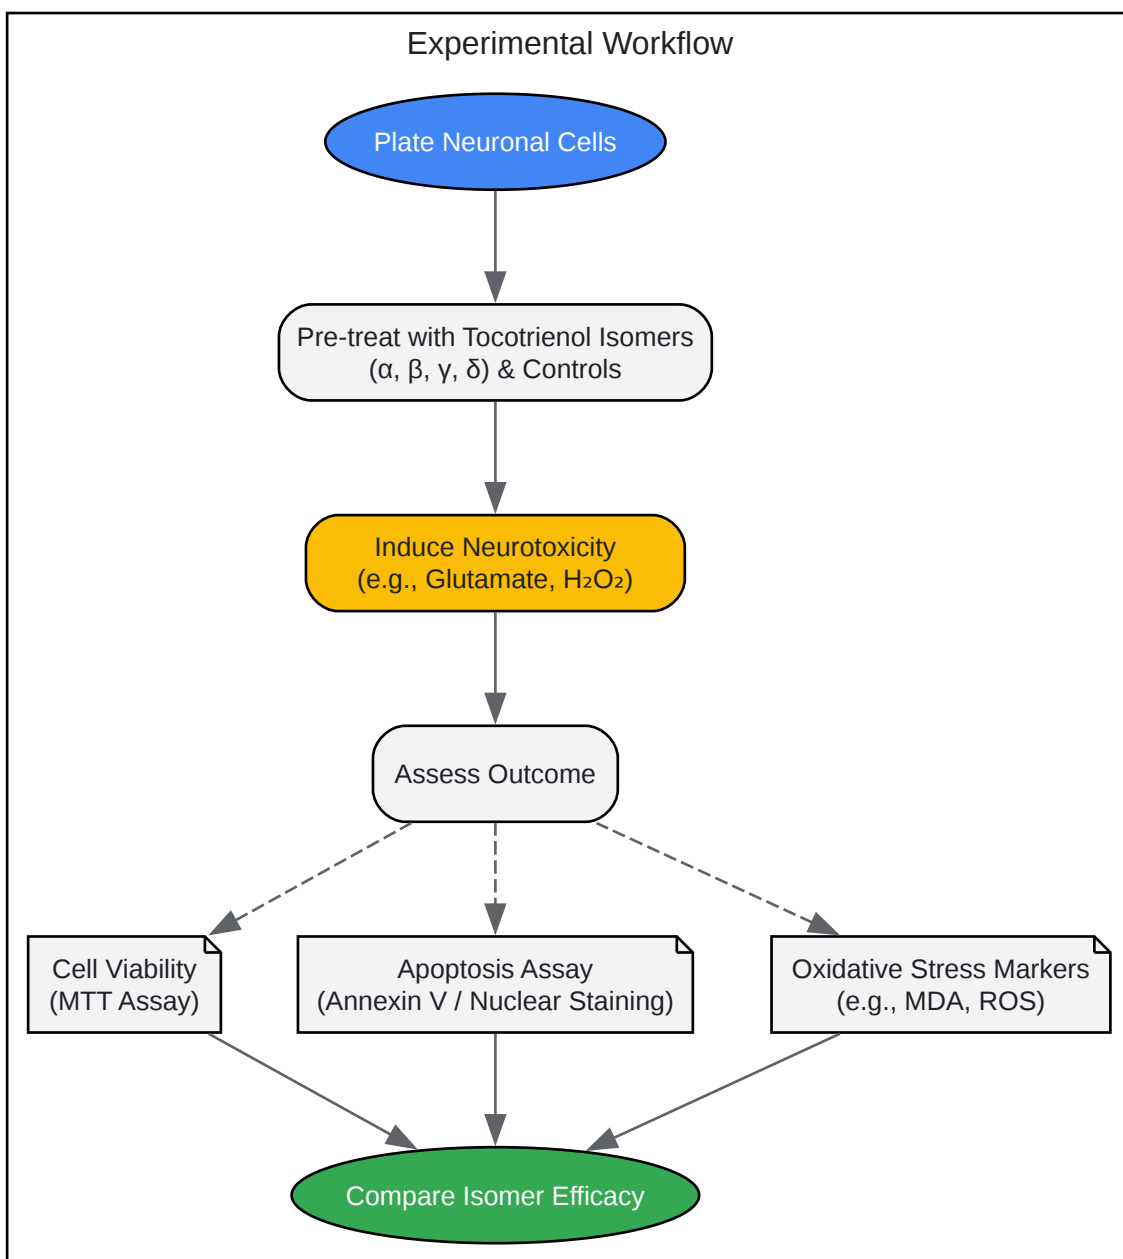 Experimental Workflow
Plate Neuronal Cells
Pre-treat with Tocotrienol Isomers
(α, β, γ, δ) & Controls
Induce Neurotoxicity
(e.g., Glutamate, H₂O₂)
Assess Outcome
Cell Viability
(MTT Assay)
Apoptosis Assay
(Annexin V / Nuclear Staining)
Oxidative Stress Markers
(e.g., MDA, ROS)
Compare Isomer Efficacy